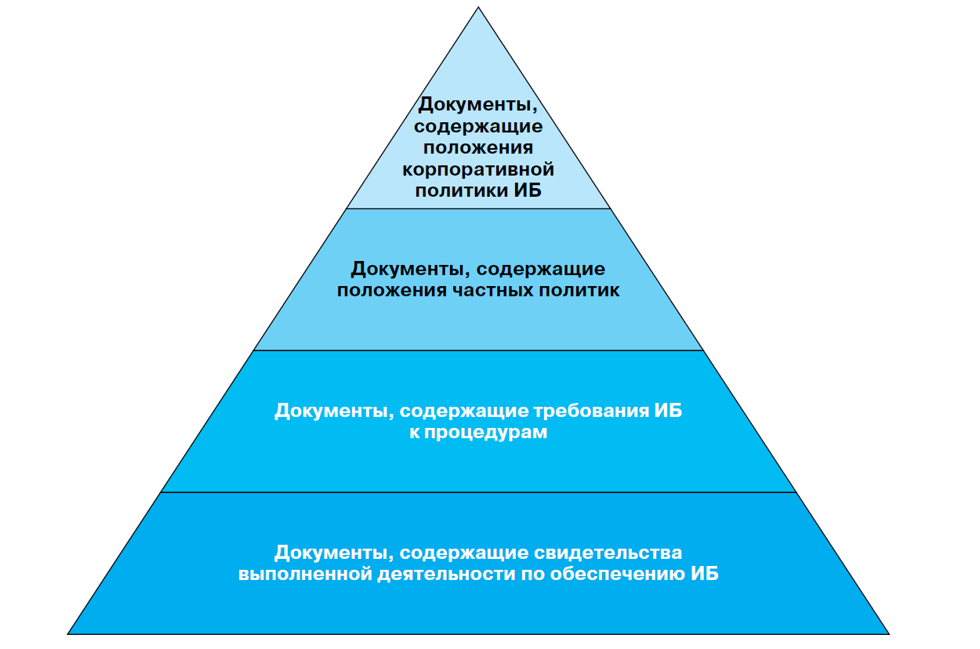 Документы,
содержащие
положения
корпоративной
политики ИБ
Документы, содержащие
положения частных политик
Документы, содержащие требования ИБ
к процедурам
Документы, содержащие свидетельства
выполненной деятельности по обеспечению ИБ